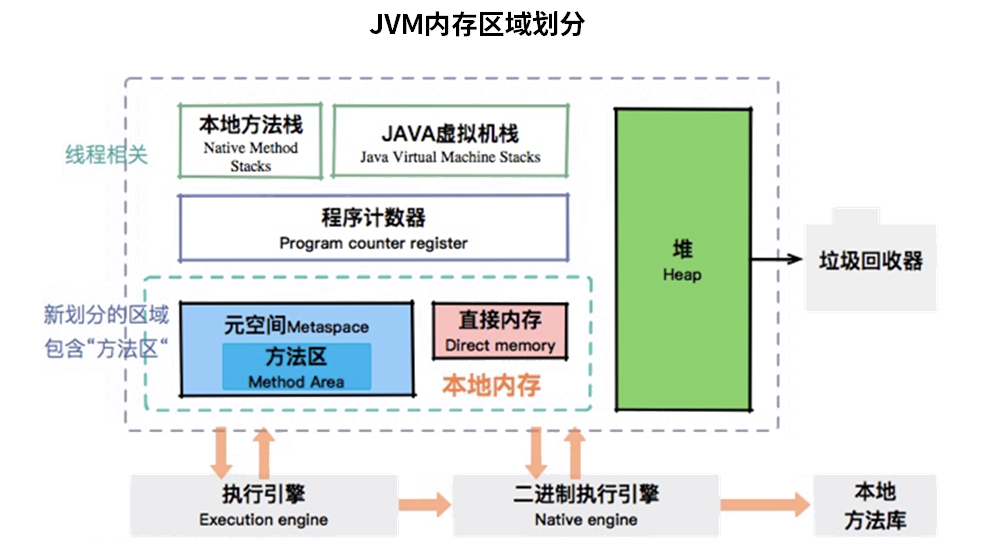 JVM内存区域划分
线程相关
本地方法栈
Native Method
Stacks
JAVA虚拟机栈
Java Virtual Machine Stacks
程序计数器
Program counter register
新划分的区域
包含“方法区“
元空间Metaspace
方法区
Method Area
直接内存
Direct memory
本地内存
堆
Heap
垃圾回收器
执行引擎
Execution engine
二进制执行引擎
Native engine
本地
方法库